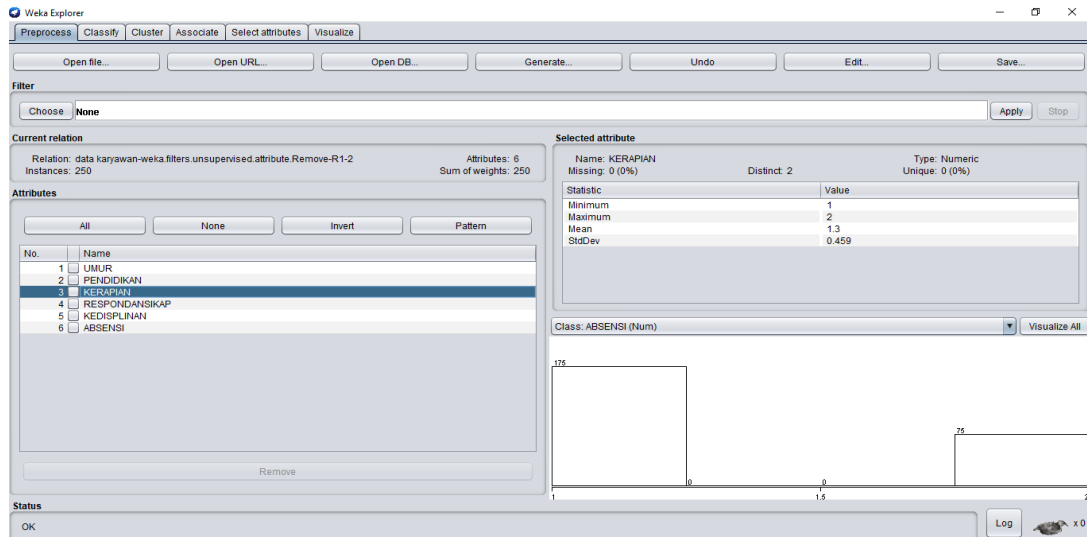 Weka Explorer
Preprocess Classify Cluster Associate Select attributes Visualize
Open file... Open URL... Open DB... Generate... Undo Edit... Save...
Filter
Choose None Apply Stop
Current relation
Relation: data karyawan-weka.filters.unsupervised.attribute.Remove-R1-2 Attributes: 6
Instances: 250 Sum of weights: 250
Attributes
All None Invert Pattern
No. Name
1 UMUR
2 PENDIDIKAN
3 KERAPIAN
4 RESPONDANSIKAP
5 KEDISPLINAN
6 ABSENSI
Remove
Selected attribute
Name: KERAPIAN Type: Numeric
Missing: 0 (0%) Distinct: 2 Unique: 0 (0%)
Statistic Value
Minimum 1
Maximum 2
Mean 1.3
StdDev 0.459
Class: ABSENSI (Num) Visualize All
175
75
0 0
1 1.5 2
Status
OK Log x 0